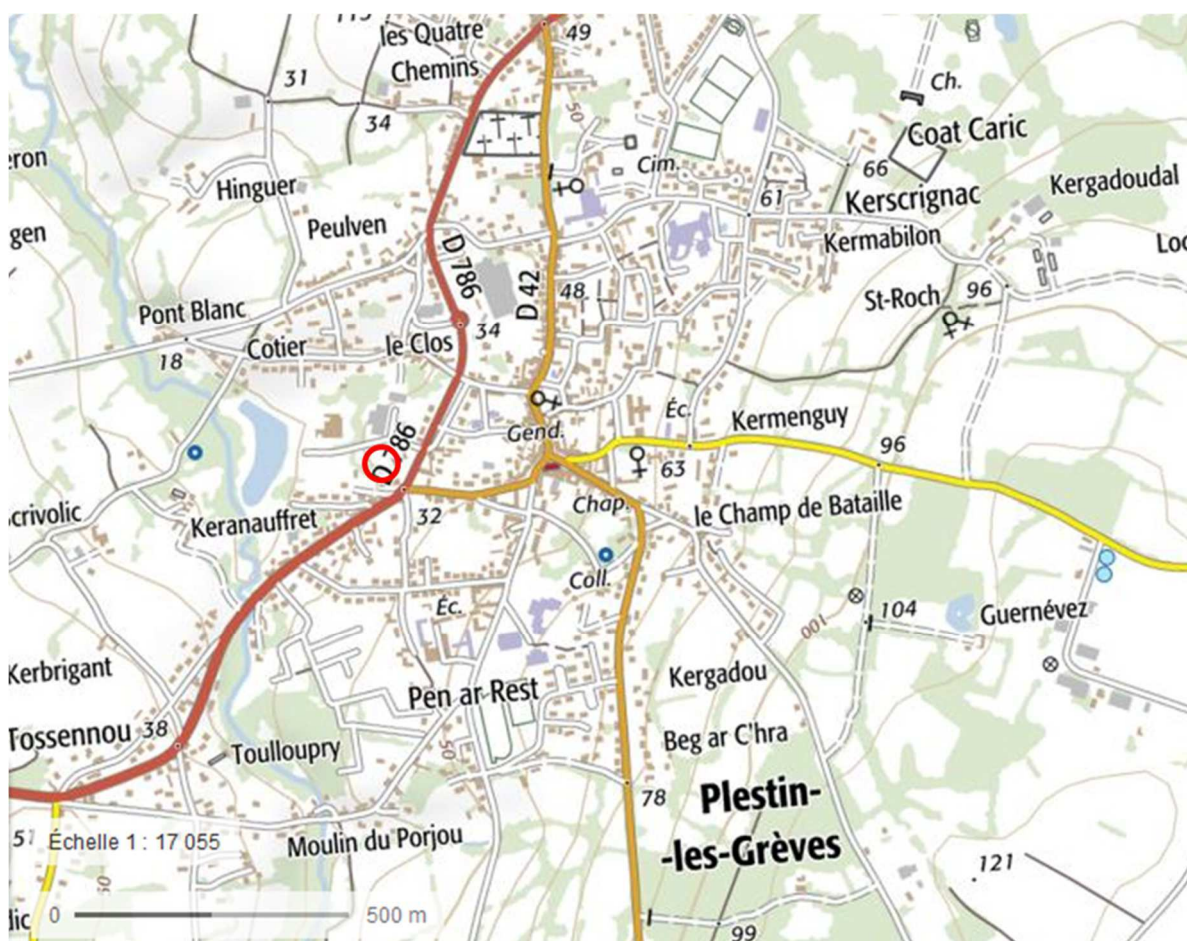 49
les Quatre
Chemins
31
34
50
Ch.
Coat Caric
66
Cim.
Hinguer
Kerscrignac
Kergadoudal
61
Peulven
Kermabilon
D 786
D 42
48
St-Roch
96
Pont Blanc
34
le Clos
Cotier
18
Éc.
Kermenguy
Gend.
96
63
Keranauffret
32
Chap.
le Champ de Bataille
Coll.
Éc.
104
Guernévez
100
Kerbrigant
Kergadou
Pen ar Rest
Tossennou
38
Toulloupry
50
Beg ar C'hra
Plestin-
-les-Grèves
78
Moulin du Porjou
Échelle 1 : 17 055
121
0
500 m
99